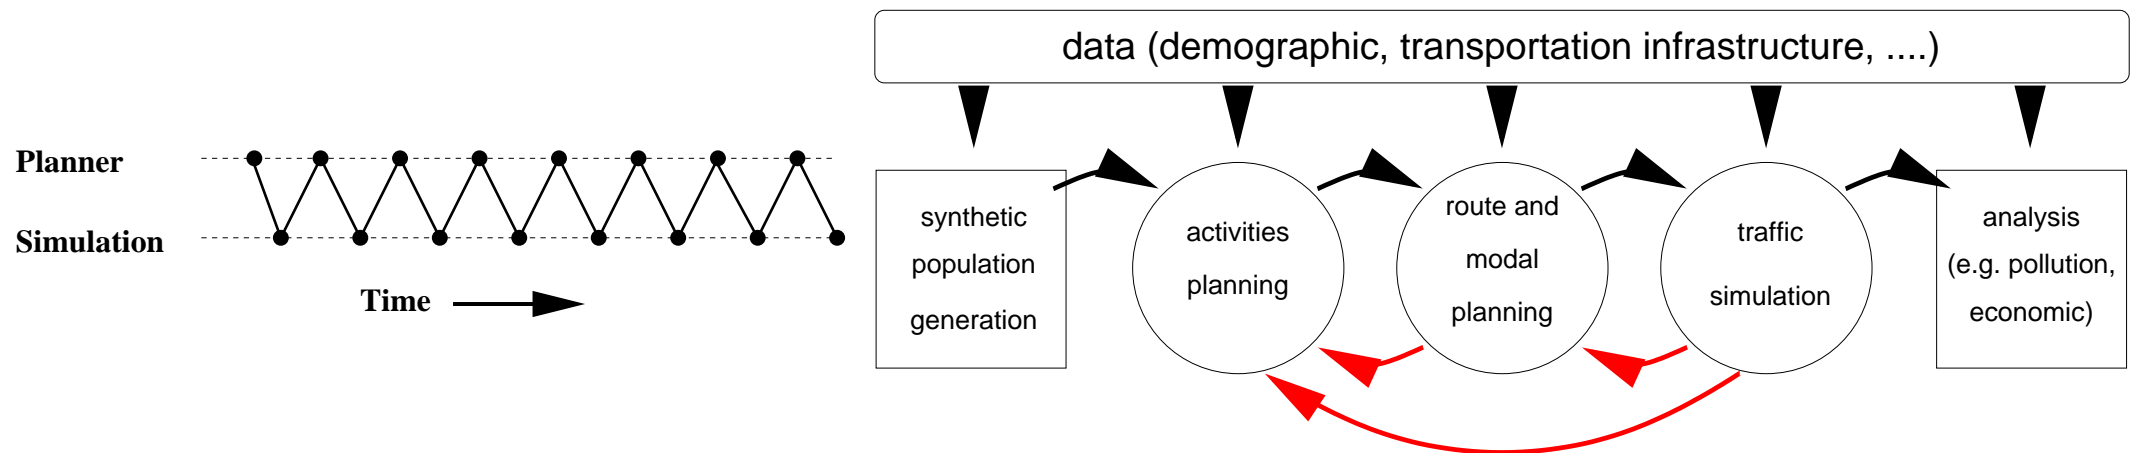 Planner
Simulation
Time
data (demographic, transportation infrastructure, ....)
synthetic
population
generation
activities
planning
route and
modal
planning
traffic
simulation
analysis
(e.g. pollution,
economic)